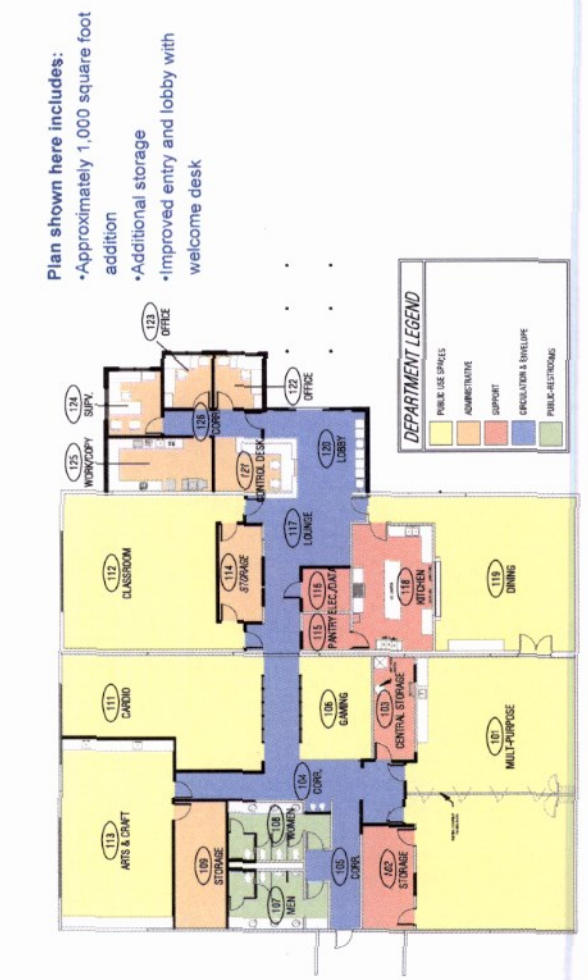 Plan shown here includes:
•Approximately 1,000 square foot
addition
•Additional storage
•Improved entry and lobby with
welcome desk
124
SUPV.
123
OFFICE
125
WORK/COPY
126
CORR.
122
OFFICE
121
CONTROL DESK
120
LOBBY
112
CLASSROOM
114
STORAGE
117
LOUNGE
116
ELEC./DATA
115
PANTRY
118
KITCHEN
119
DINING
111
CARDIO
106
GAMING
103
CENTRAL STORAGE
101
MULT-PURPOSE
113
ARTS & CRAFT
104
CORR.
109
STORAGE
108
WOMEN
107
MEN
105
CORR.
102
STORAGE
DEPARTMENT LEGEND
PUBLIC USE SPACES
ADMINISTRATIVE
SUPPORT
CIRCULATION & ENVELOPE
PUBLIC-RESTROOMS